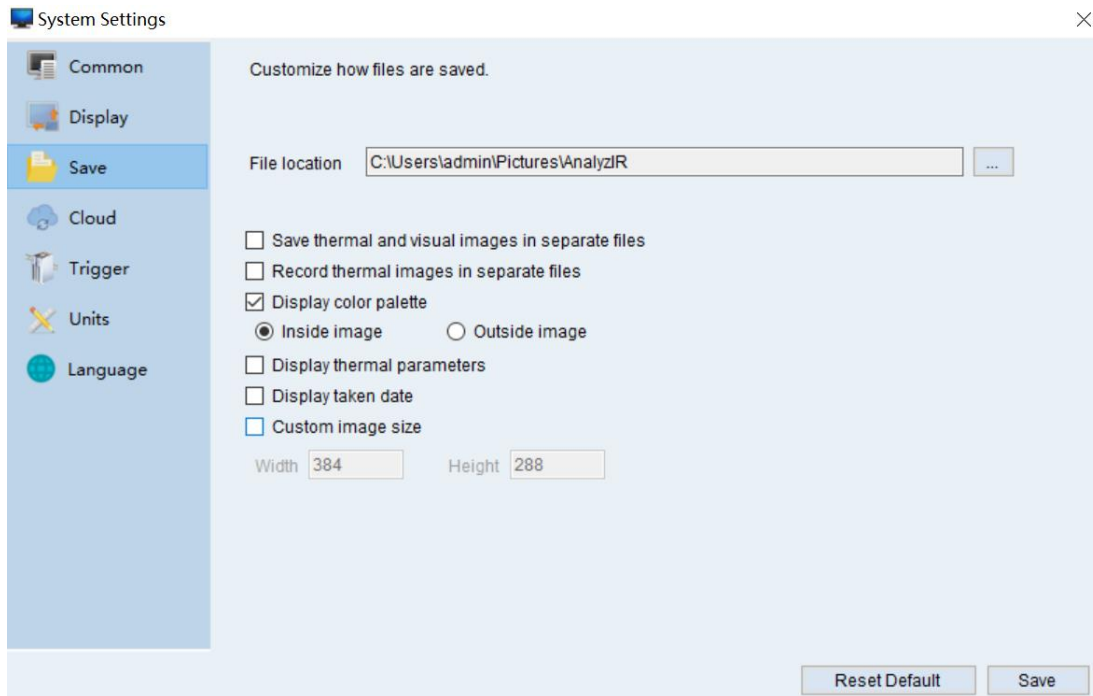 System Settings
Common
Display
Save
Cloud
Trigger
Units
Language
Customize how files are saved.
File location C:\Users\admin\Pictures\AnalyzIR ...
Save thermal and visual images in separate files
Record thermal images in separate files
Display color palette
Inside image Outside image
Display thermal parameters
Display taken date
Custom image size
Width 384 Height 288
Reset Default Save